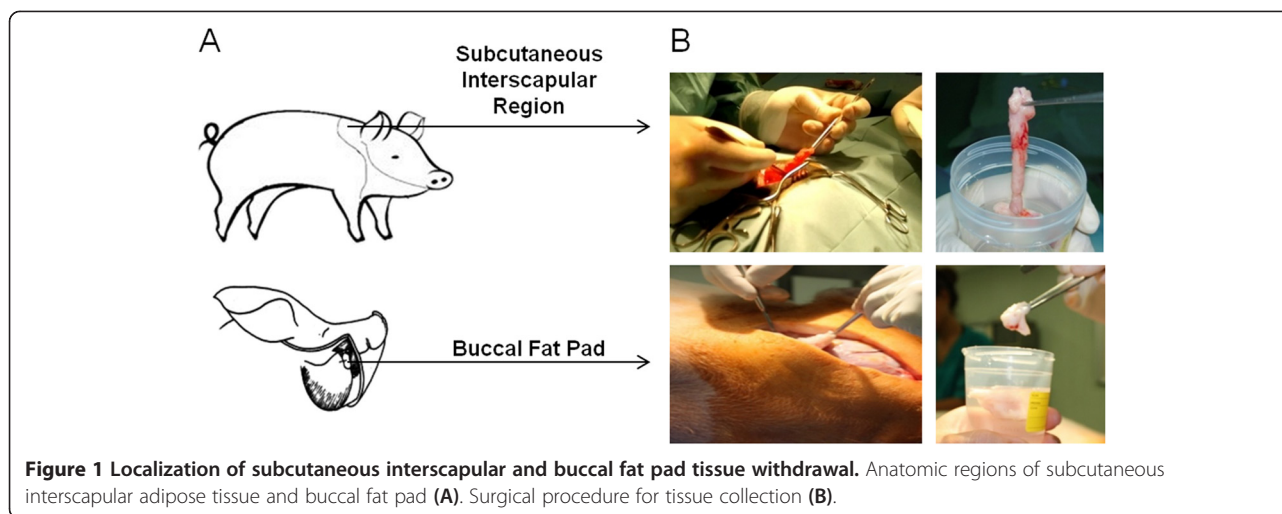 A
B
Subcutaneous
Interscapular
Region
Buccal Fat Pad
Figure 1 Localization of subcutaneous interscapular and buccal fat pad tissue withdrawal. Anatomic regions of subcutaneous
interscapular adipose tissue and buccal fat pad (A). Surgical procedure for tissue collection (B).